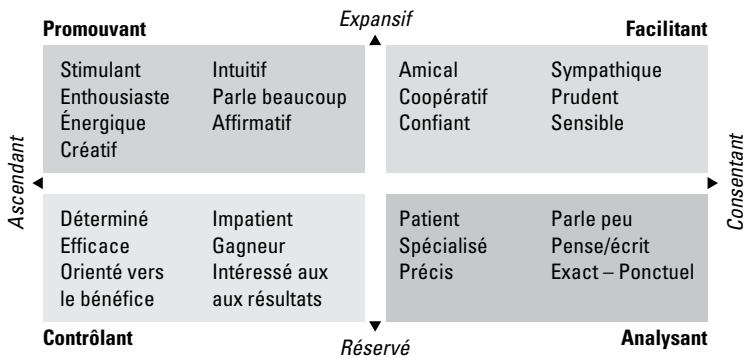 Expansif
Promouvant
Facilitant
Stimulant
Enthousiaste
Énergique
Créatif
Intuitif
Parle beaucoup
Affirmatif
Amical
Coopératif
Confiant
Sympathique
Prudent
Sensible
Ascendant
Consentant
Déterminé
Efficace
Orienté vers
le bénéfice
Impatient
Gagneur
Intéressé aux
aux résultats
Patient
Spécialisé
Précis
Parle peu
Pense/écrit
Exact – Ponctuel
Contrôlant
Réservé
Analysant